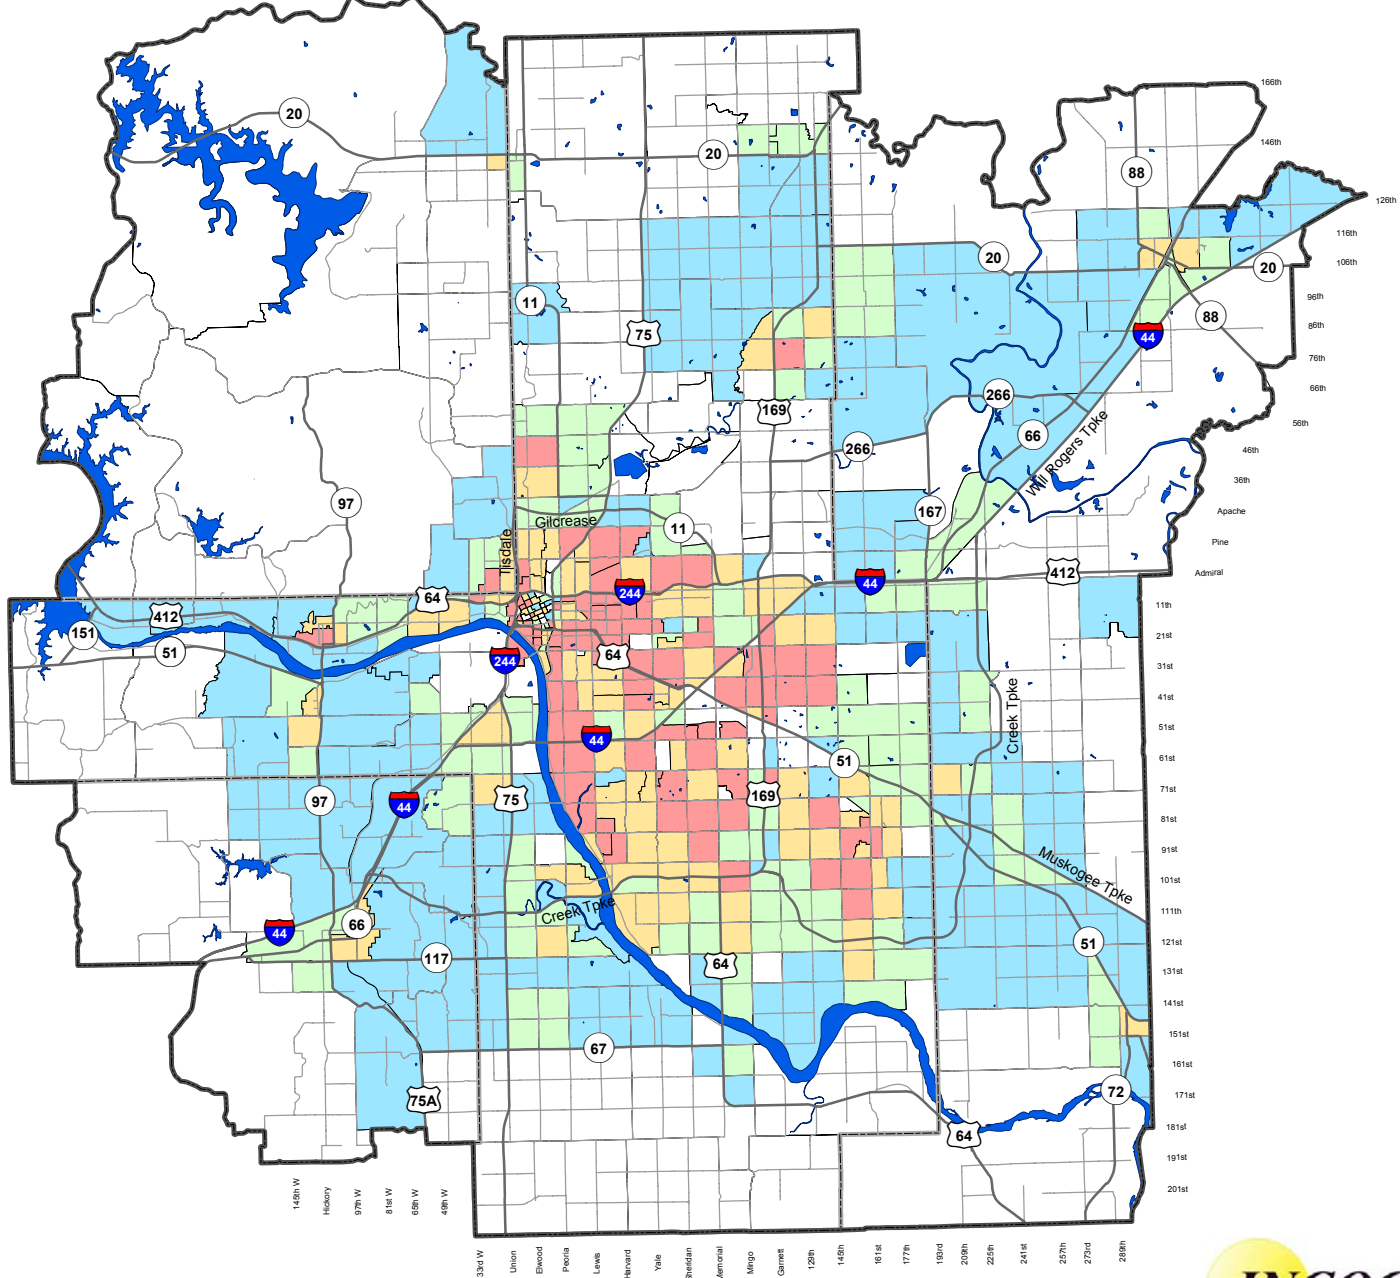 166th
20
146th
20
88
126th
116th
20
106th
20
11
96th
88
86th
75
44
76th
66th
266
169
56th
66
266
46th
Will Rogers Tpke
36th
97
167
Apache
Gilcrease
11
Pine
Tisdale
412
Admiral
44
64
244
11th
412
151
21st
51
64
244
31st
41st
Creek Tpke
51st
44
61st
51
71st
97
44
75
169
81st
91st
Muskogee Tpke
101st
Creek Tpke
111th
66
44
121st
51
117
64
131st
141st
151st
67
161st
72
171st
75A
181st
64
191st
201st
145th W
Hickory
97th W
81st W
65th W
49th W
33rd W
Union
Elwood
Peoria
Lewis
Harvard
Yale
Sheridan
Memorial
Mingo
Garnett
129th
145th
161st
177th
193rd
209th
225th
241st
257th
273rd
289th